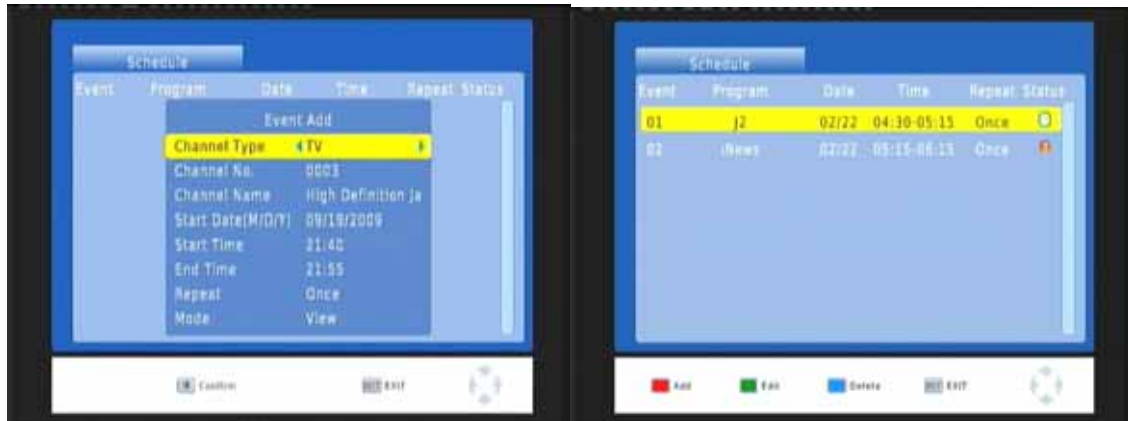 Schedule
Event Program Date Time Repeat Status
Event Add
Channel Type TV
Channel No. 0003
Channel Name High Definition Ja
Start Date(M/D/Y) 09/19/2009
Start Time 21:40
End Time 21:55
Repeat Once
Mode View
Confirm EXIT
Schedule
Event Program Date Time Repeat Status
01 J2 02/22 04:30-05:15 Once
02 iNews 02/22 05:15-06:15 Once
Add Edit Delete EXIT